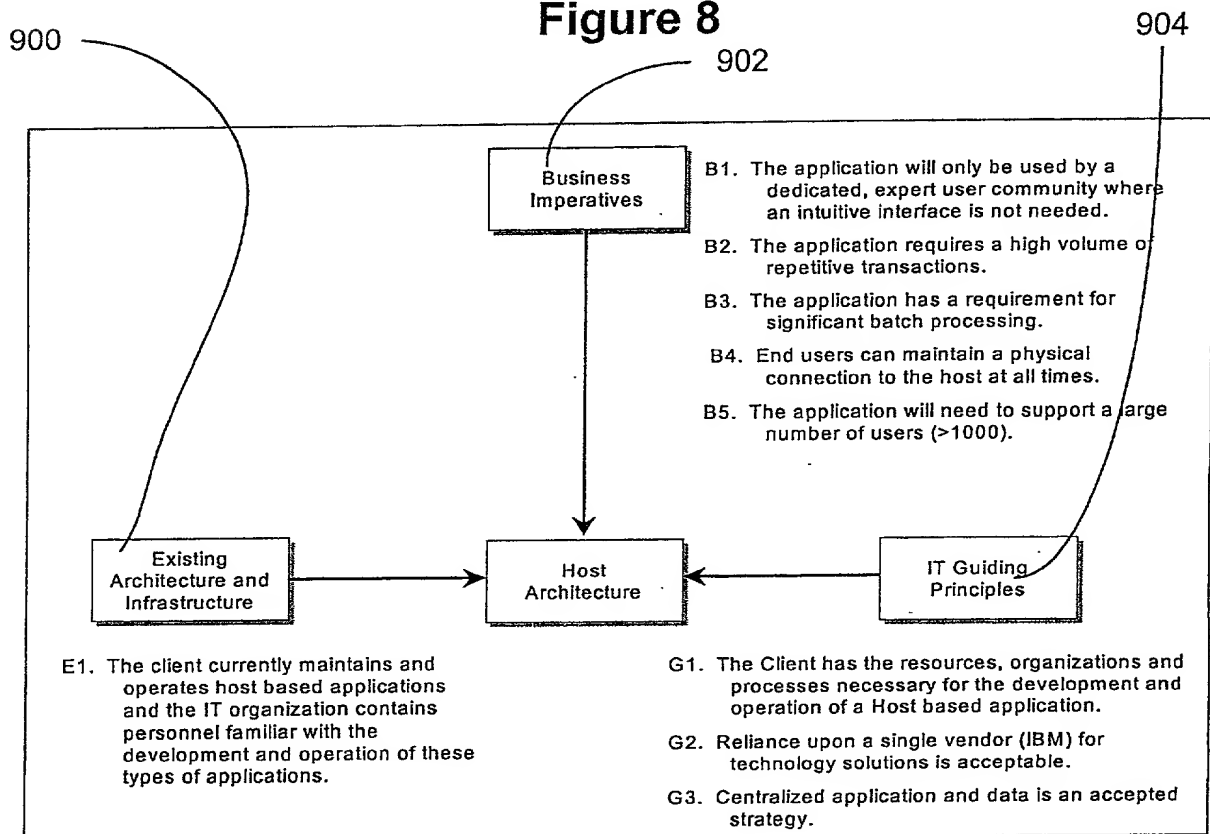 Figure 8
900
902
904
Business
Imperatives
B1. The application will only be used by a
dedicated, expert user community where
an intuitive interface is not needed.
B2. The application requires a high volume of
repetitive transactions.
B3. The application has a requirement for
significant batch processing.
B4. End users can maintain a physical
connection to the host at all times.
B5. The application will need to support a large
number of users (>1000).
Existing
Architecture and
Infrastructure
Host
Architecture
IT Guiding
Principles
E1. The client currently maintains and
operates host based applications
and the IT organization contains
personnel familiar with the
development and operation of these
types of applications.
G1. The Client has the resources, organizations and
processes necessary for the development and
operation of a Host based application.
G2. Reliance upon a single vendor (IBM) for
technology solutions is acceptable.
G3. Centralized application and data is an accepted
strategy.